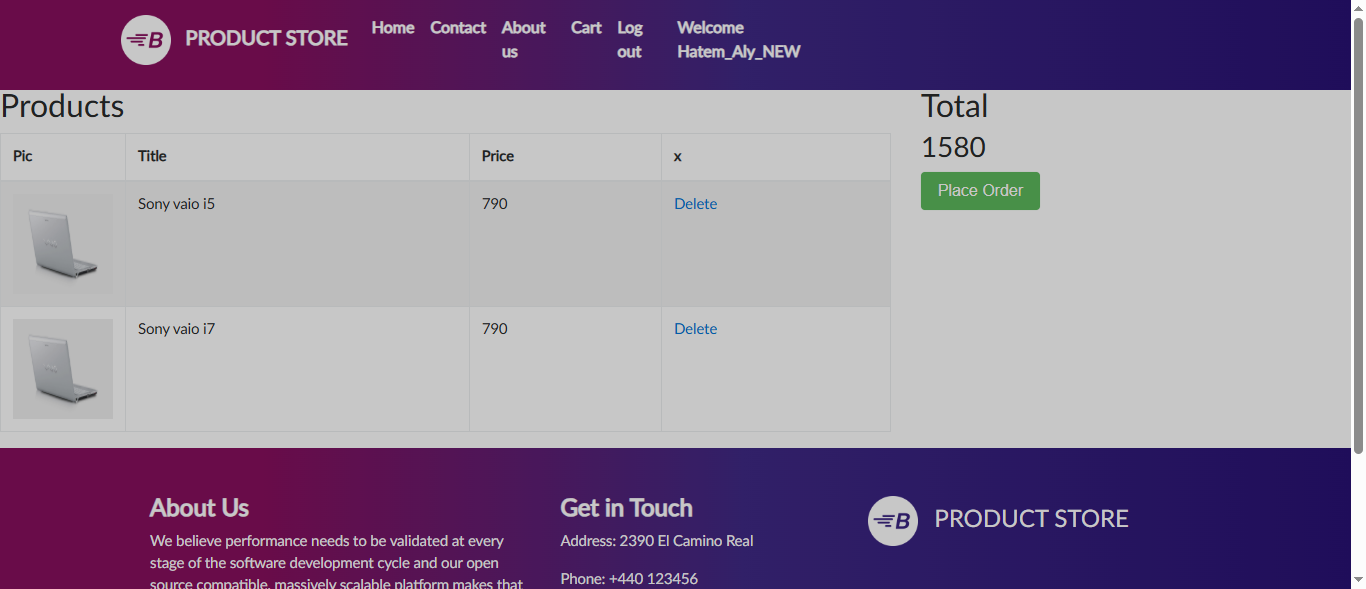 B PRODUCT STORE Home Contact About us Cart Log out Welcome Hatem_Aly_NEW
Products
Total
1580
Place Order
Pic Title Price x
Sony vaio i5 790 Delete
Sony vaio i7 790 Delete
About Us
We believe performance needs to be validated at every
stage of the software development cycle and our open
source compatible, massively scalable platform makes that
Get in Touch
Address: 2390 El Camino Real
Phone: +440 123456
B PRODUCT STORE